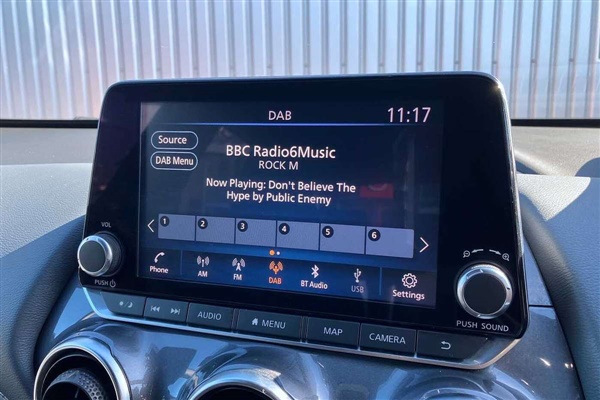 DAB
11:17
Source
DAB Menu
BBC Radio6Music
ROCK M
Now Playing: Don't Believe The
Hype by Public Enemy
1 2 3 4 5 6
Phone AM FM DAB BT Audio USB Settings
VOL
PUSH
PUSH SOUND
AUDIO MENU MAP CAMERA